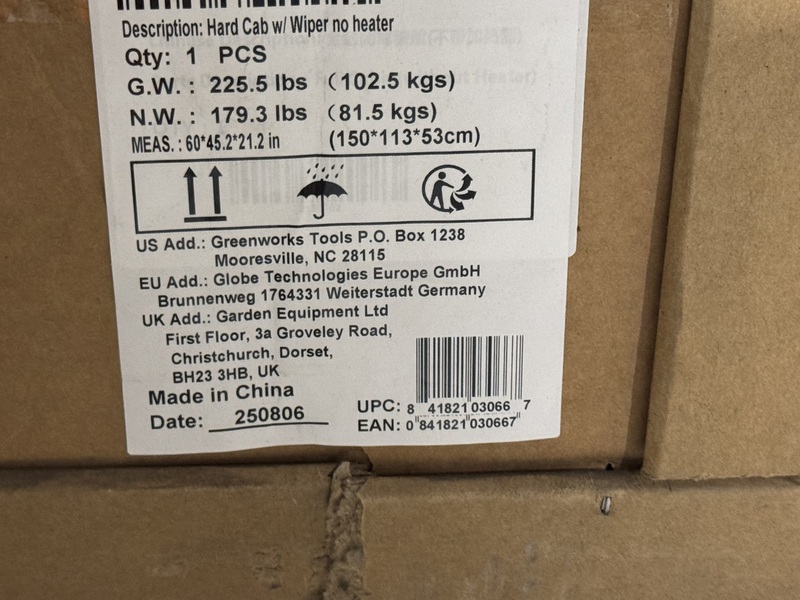 Description: Hard Cab w/ Wiper no heater
Qty: 1 PCS
G.W. : 225.5 lbs (102.5 kgs)
N.W. : 179.3 lbs (81.5 kgs)
MEAS. : 60*45.2*21.2 in (150*113*53cm)
US Add.: Greenworks Tools P.O. Box 1238
Mooresville, NC 28115
EU Add.: Globe Technologies Europe GmbH
Brunnenweg 1764331 Weiterstadt Germany
UK Add.: Garden Equipment Ltd
First Floor, 3a Groveley Road,
Christchurch, Dorset,
BH23 3HB, UK
Made in China
Date: 250806
UPC: 8 41821 03066 7
EAN: 0 841821 030667